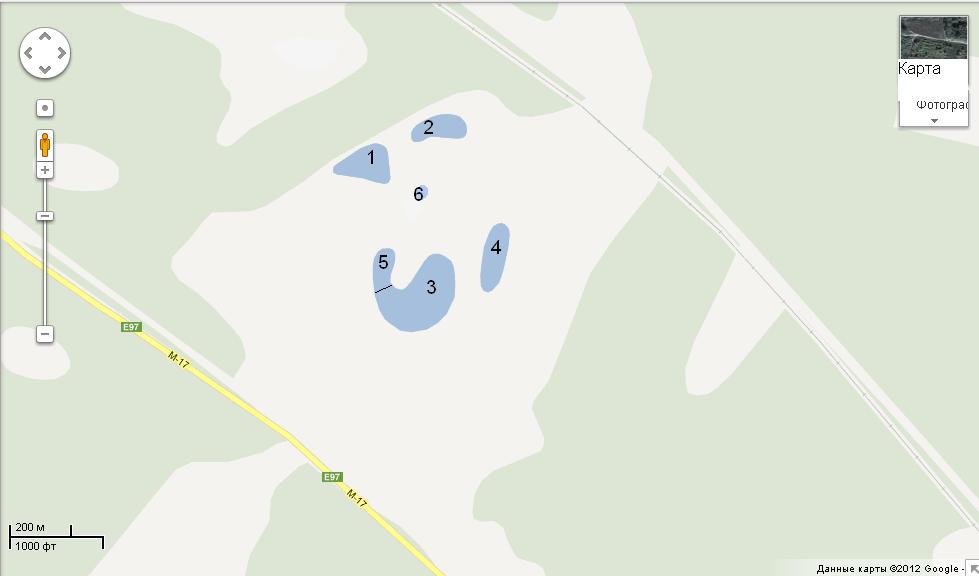 Карта
Фотограф
2
1
6
4
5
3
E97
M-17
E97
M-17
200 м
1000 фт
Данные карты ©2012 Google -